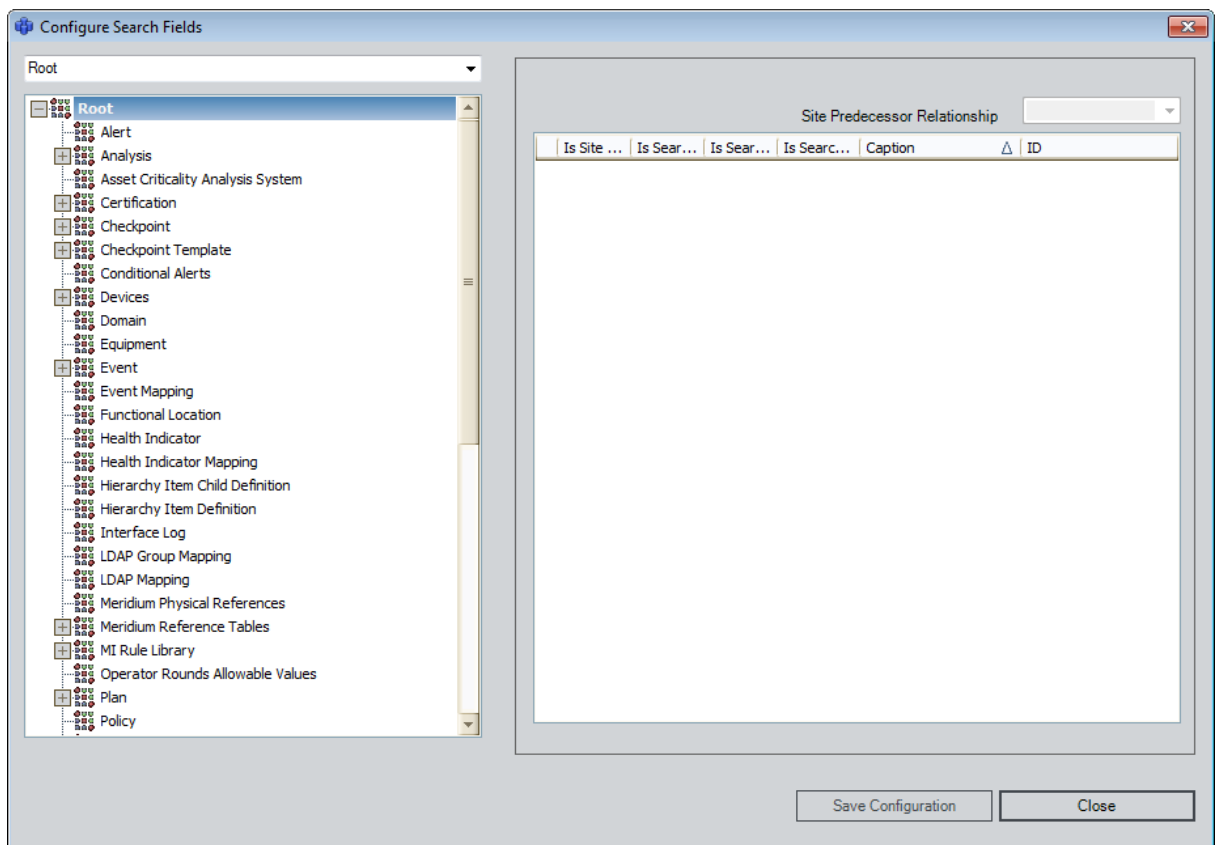 Configure Search Fields
Root
Root
Alert
Analysis
Asset Criticality Analysis System
Certification
Checkpoint
Checkpoint Template
Conditional Alerts
Devices
Domain
Equipment
Event
Event Mapping
Functional Location
Health Indicator
Health Indicator Mapping
Hierarchy Item Child Definition
Hierarchy Item Definition
Interface Log
LDAP Group Mapping
LDAP Mapping
Meridium Physical References
Meridium Reference Tables
MI Rule Library
Operator Rounds Allowable Values
Plan
Policy
Site Predecessor Relationship
Is Site ... Is Sear... Is Sear... Is Searc... Caption ID
Save Configuration Close